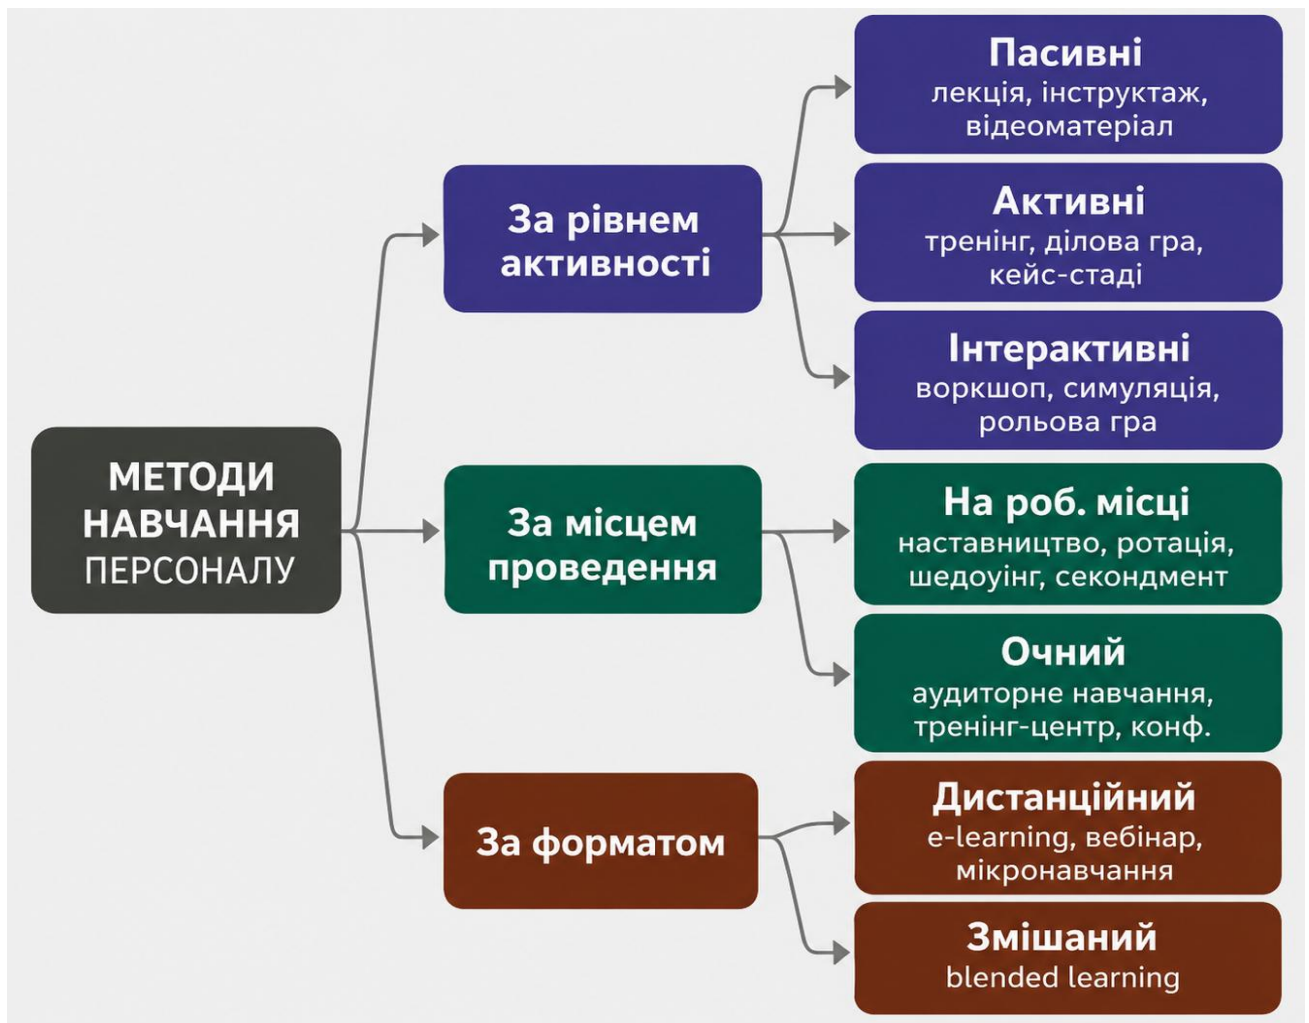 МЕТОДИ
НАВЧАННЯ
ПЕРСОНАЛУ
За рівнем
активності
Пасивні
лекція, інструктаж,
відеоматеріал
Активні
тренінг, ділова гра,
кейс-стаді
Інтерактивні
воркшоп, симуляція,
рольова гра
За місцем
проведення
На роб. місці
наставництво, ротація,
шедоуінг, секондмент
Очний
аудиторне навчання,
тренінг-центр, конф.
За форматом
Дистанційний
e-learning, вебінар,
мікронавчання
Змішаний
blended learning